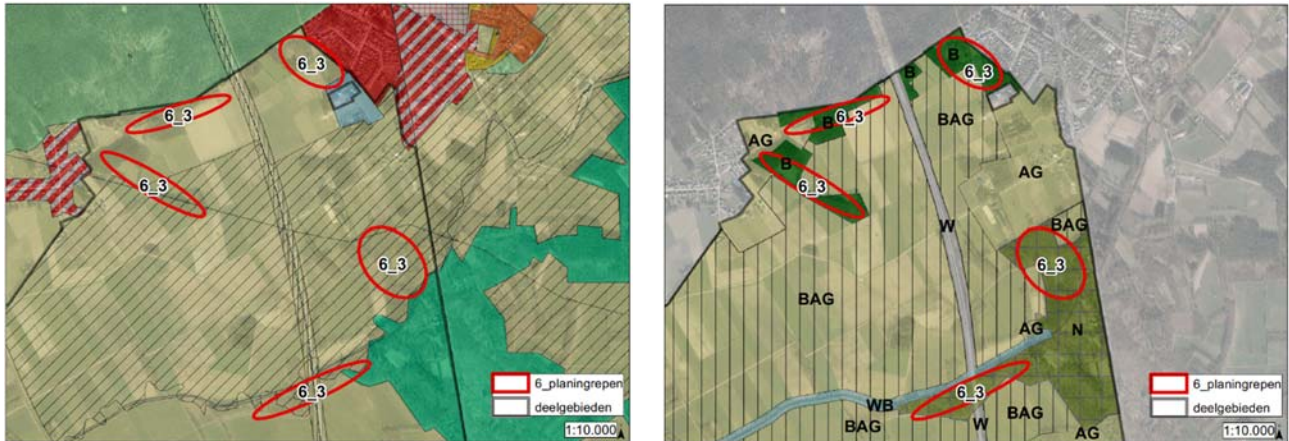 6_3
6_3
6_3
6_3
6_3
6_planingrepen
deelgebieden
1:10.000
B
6_3
B
B
6_3
BAG
AG
B
6_3
AG
W
BAG
6_3
BAG
AG
N
6_3
WB
BAG
W
BAG
AG
6_planingrepen
deelgebieden
1:10.000